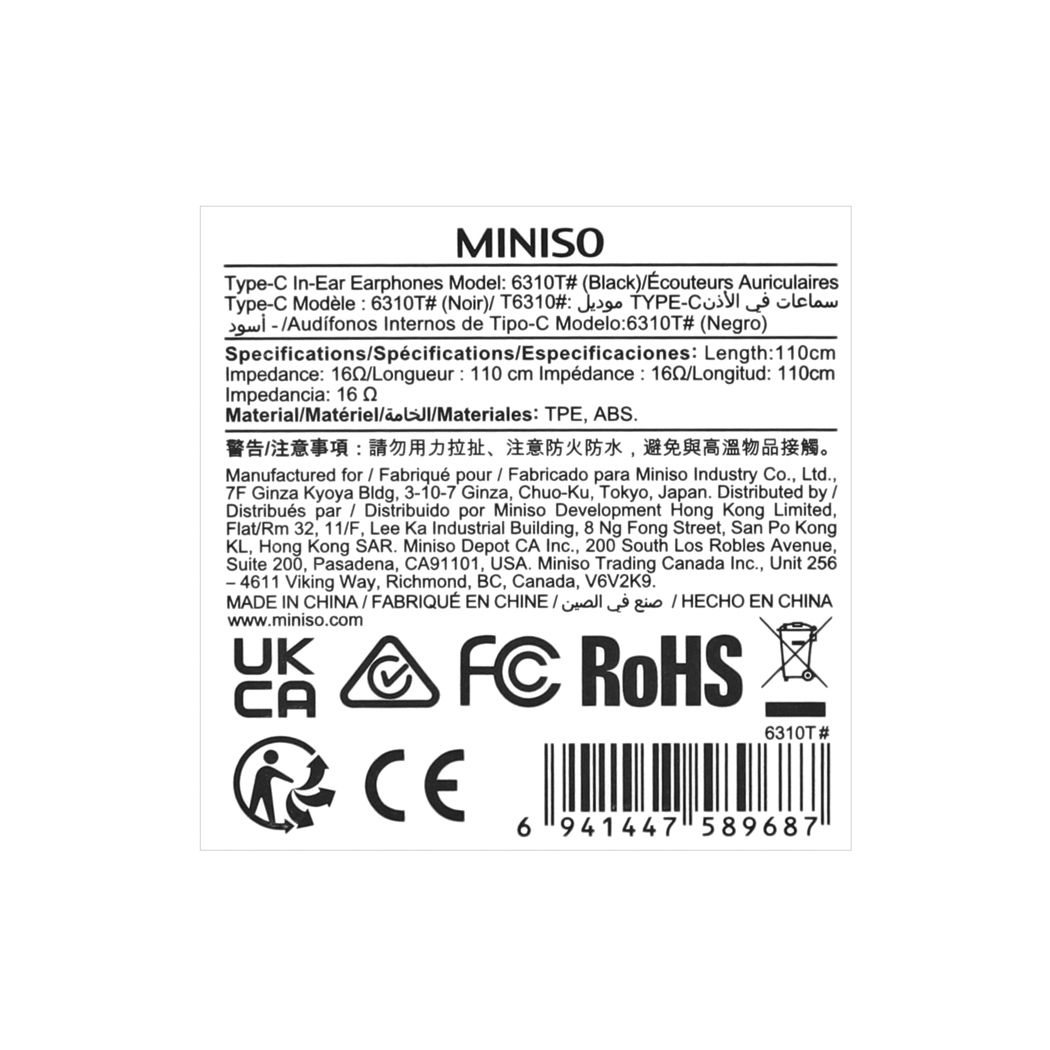 MINISO
Type-C In-Ear Earphones Model: 6310T# (Black)/Écouteurs Auriculaires
Type-C Modèle : 6310T# (Noir)/ T6310#: موديل TYPE-C سماعات في الأذن
أسود - /Audífonos Internos de Tipo-C Modelo:6310T# (Negro)
Specifications/Spécifications/Especificaciones: Length:110cm
Impedance: 16Ω/Longueur : 110 cm Impédance : 16Ω/Longitud: 110cm
Impedancia: 16 Ω
Material/Matériel/الخامة/Materiales: TPE, ABS.
警告/注意事項：請勿用力拉扯、注意防火防水，避免與高溫物品接觸。
Manufactured for / Fabriqué pour / Fabricado para Miniso Industry Co., Ltd.,
7F Ginza Kyoya Bldg, 3-10-7 Ginza, Chuo-Ku, Tokyo, Japan. Distributed by /
Distribués par / Distribuido por Miniso Development Hong Kong Limited,
Flat/Rm 32, 11/F, Lee Ka Industrial Building, 8 Ng Fong Street, San Po Kong
KL, Hong Kong SAR. Miniso Depot CA Inc., 200 South Los Robles Avenue,
Suite 200, Pasadena, CA91101, USA. Miniso Trading Canada Inc., Unit 256
– 4611 Viking Way, Richmond, BC, Canada, V6V2K9.
MADE IN CHINA / FABRIQUÉ EN CHINE / صنع في الصين / HECHO EN CHINA
www.miniso.com
UK
CA
FC
RoHS
6310T#
CE
6 941447 589687